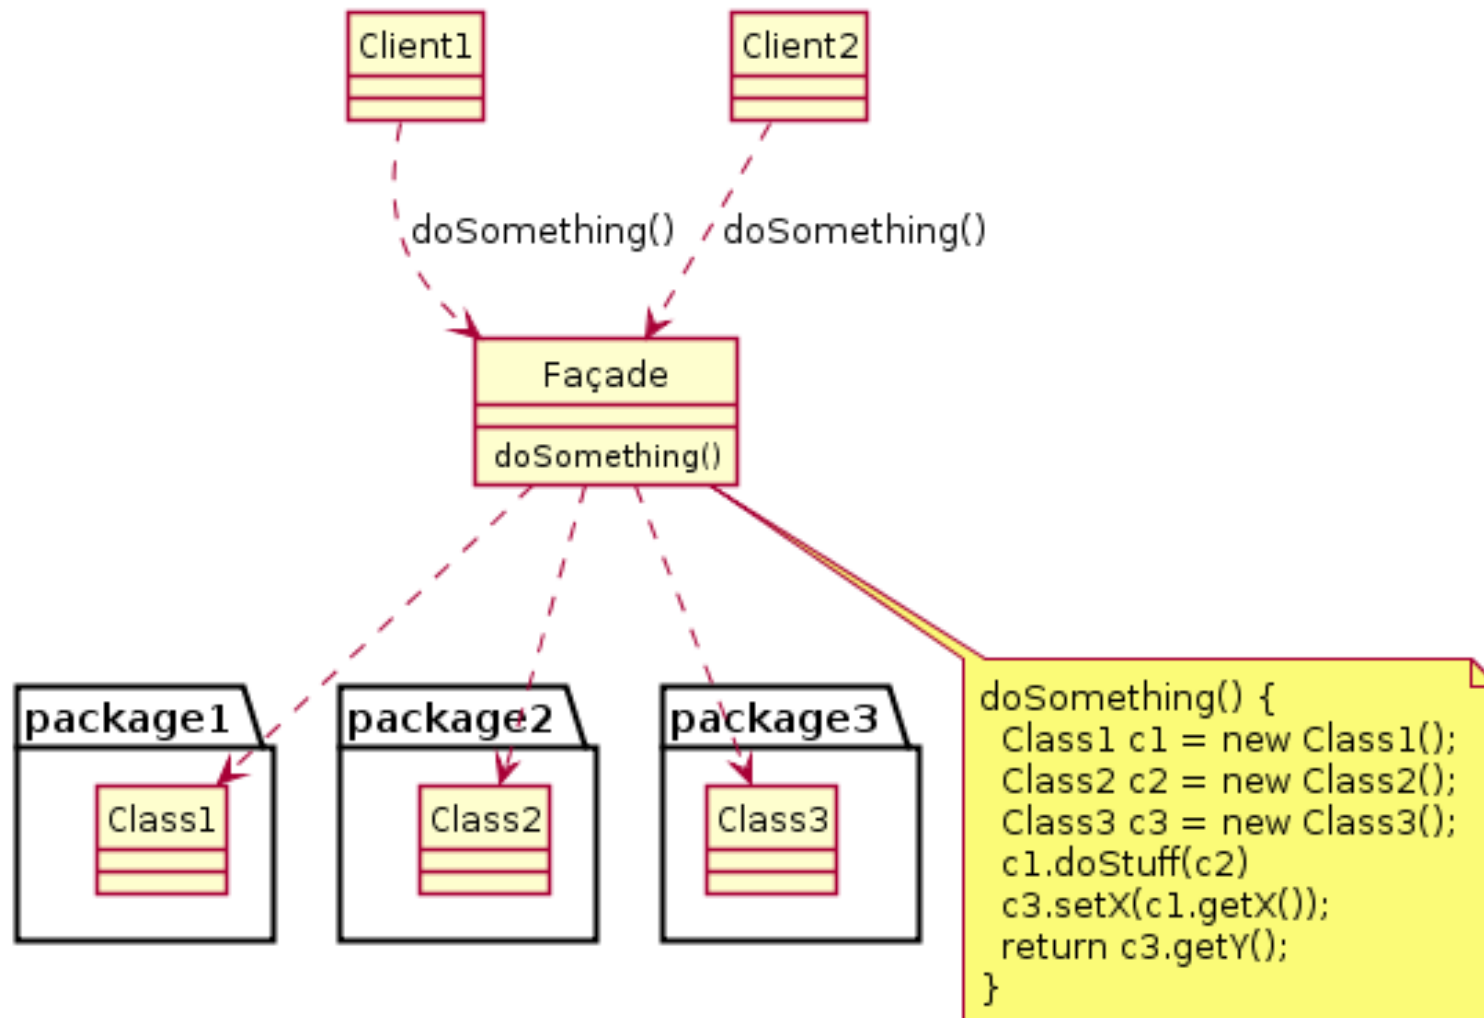 Client1
Client2
doSomething()
doSomething()
Façade
doSomething()
package1
package2
package3
Class1
Class2
Class3
doSomething() {
Class1 c1 = new Class1();
Class2 c2 = new Class2();
Class3 c3 = new Class3();
c1.doStuff(c2)
c3.setX(c1.getX());
return c3.getY();
}